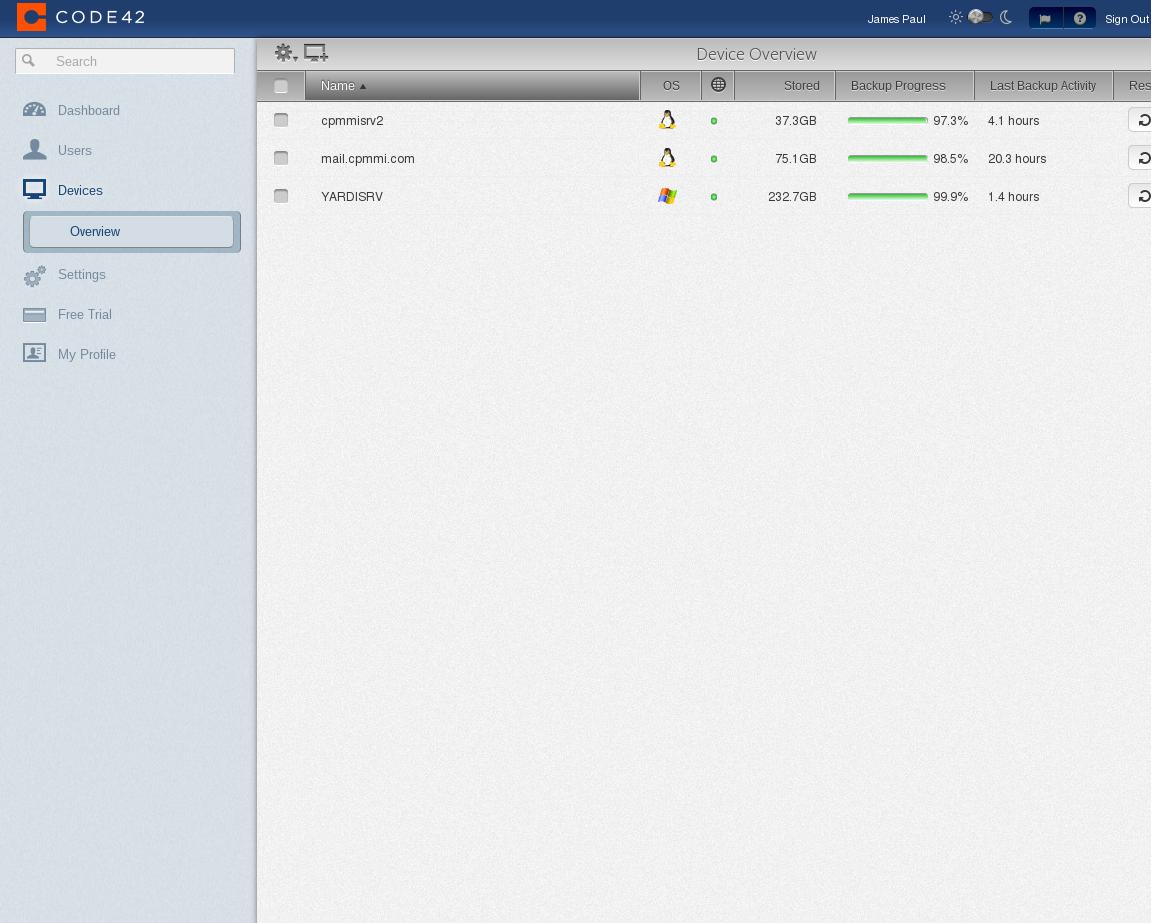 CODE42
James Paul
Sign Out
Search
Dashboard
Users
Devices
Overview
Settings
Free Trial
My Profile
Device Overview
Name OS Stored Backup Progress Last Backup Activity Res
cpmmisrv2 37.3GB 97.3% 4.1 hours
mail.cpmmi.com 75.1GB 98.5% 20.3 hours
YARDISRV 232.7GB 99.9% 1.4 hours